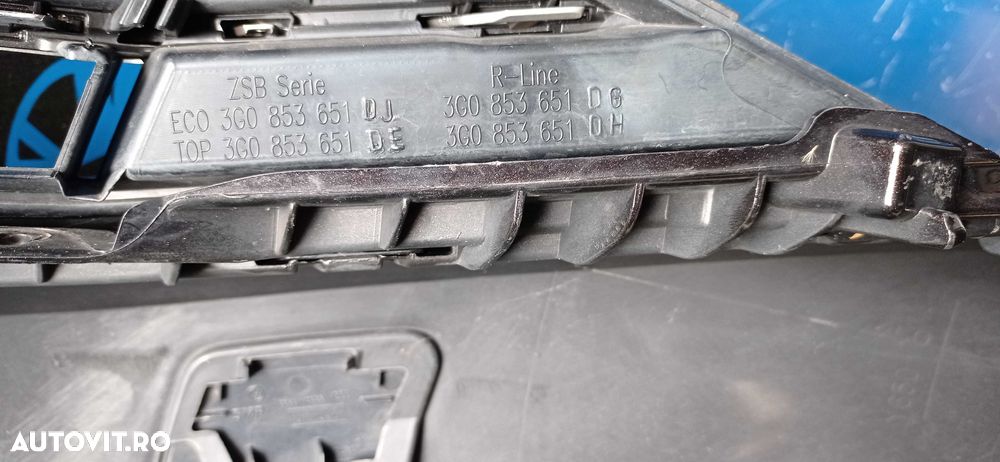 ZSB Serie R-Line
ECO 3G0 853 651 DJ 3G0 853 651 DG
TOP 3G0 853 651 DE 3G0 853 651 DH
AUTOVIT.RO